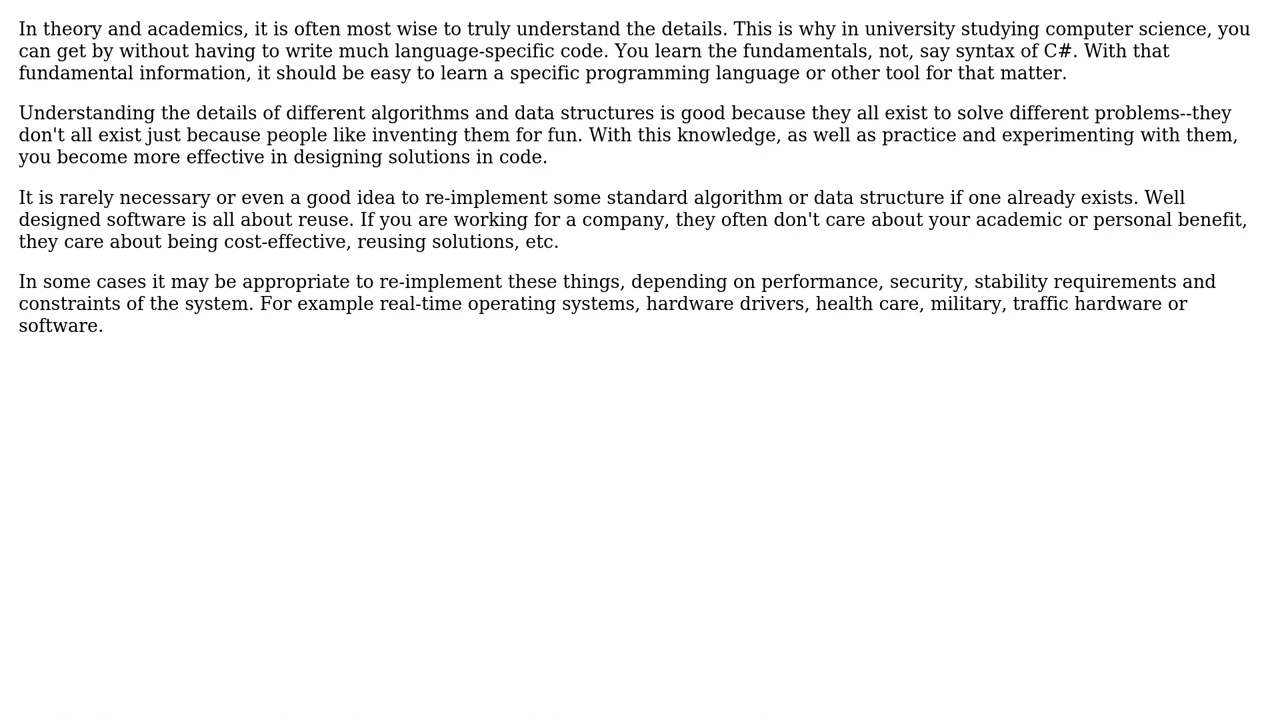 In theory and academics, it is often most wise to truly understand the details. This is why in university studying computer science, you
can get by without having to write much language-specific code. You learn the fundamentals, not, say syntax of C#. With that
fundamental information, it should be easy to learn a specific programming language or other tool for that matter.
Understanding the details of different algorithms and data structures is good because they all exist to solve different problems--they
don't all exist just because people like inventing them for fun. With this knowledge, as well as practice and experimenting with them,
you become more effective in designing solutions in code.
It is rarely necessary or even a good idea to re-implement some standard algorithm or data structure if one already exists. Well
designed software is all about reuse. If you are working for a company, they often don't care about your academic or personal benefit,
they care about being cost-effective, reusing solutions, etc.
In some cases it may be appropriate to re-implement these things, depending on performance, security, stability requirements and
constraints of the system. For example real-time operating systems, hardware drivers, health care, military, traffic hardware or
software.